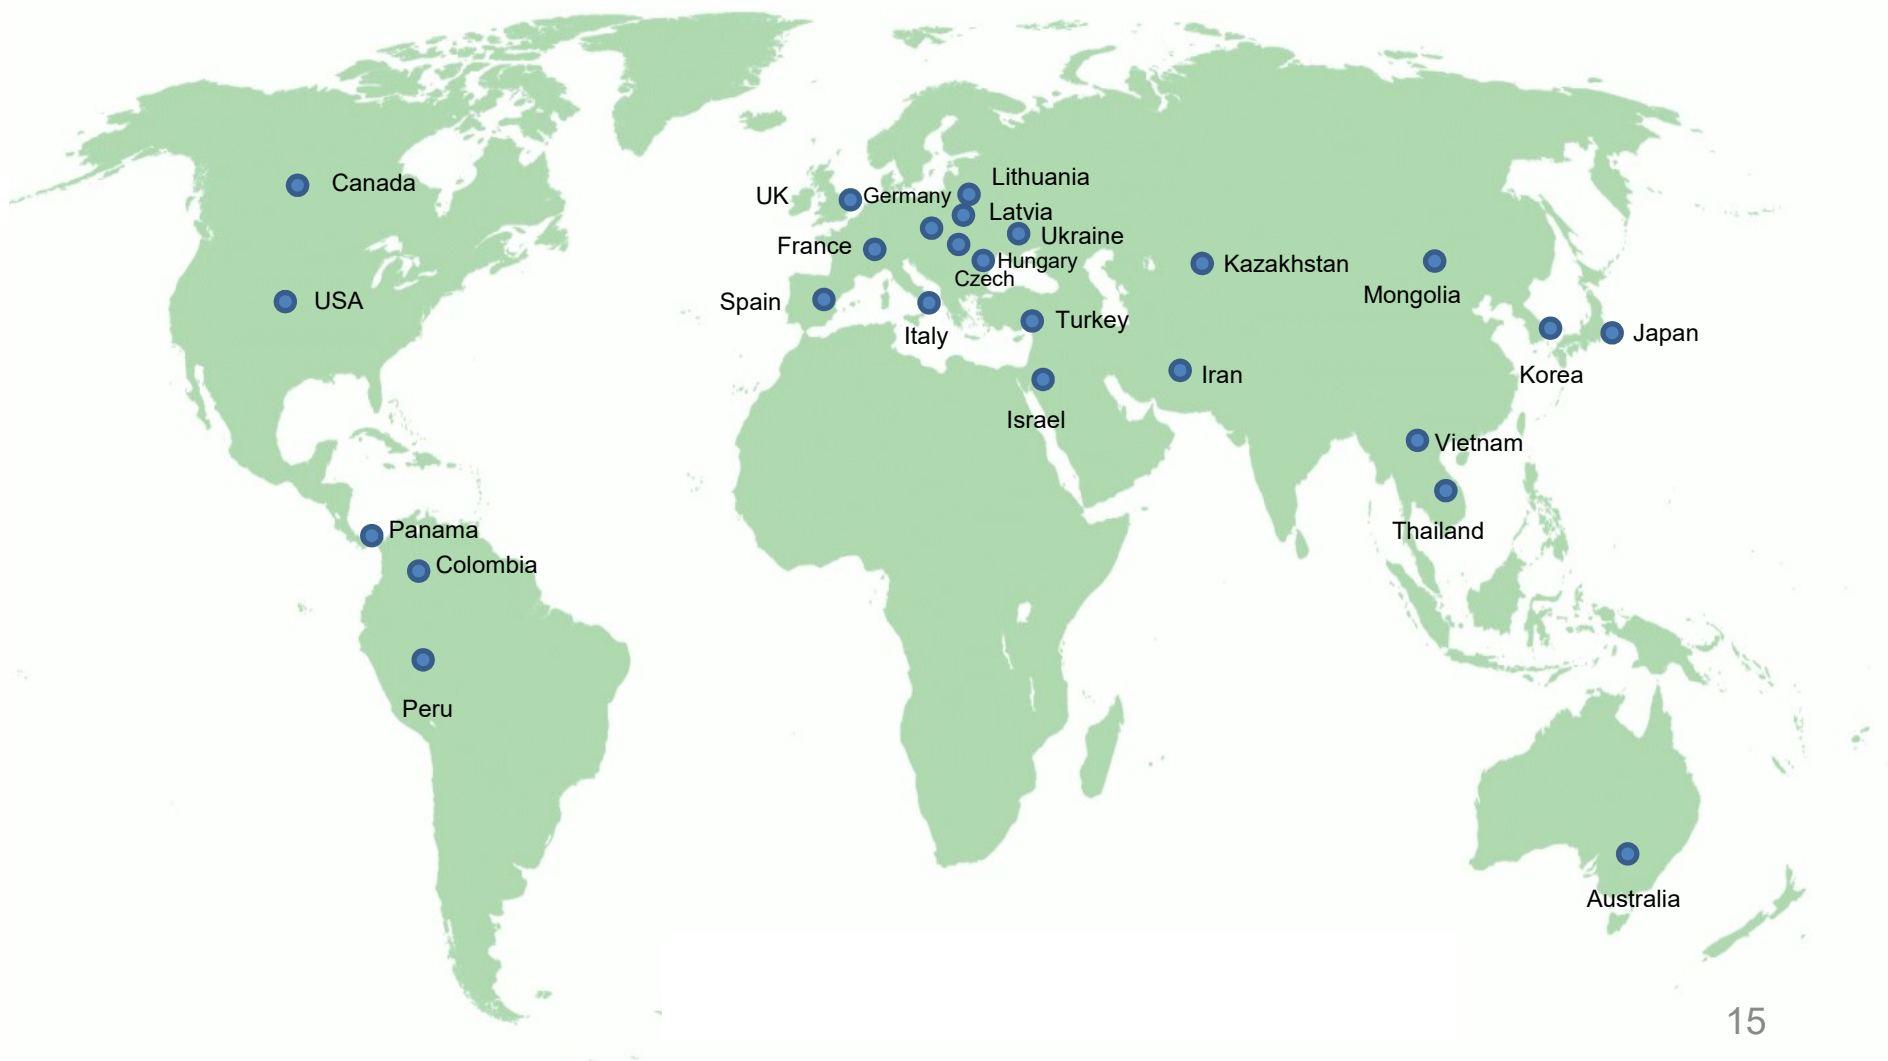 Canada
USA
Panama
Colombia
Peru
UK
Germany
Lithuania
Latvia
France
Ukraine
Hungary
Czech
Spain
Italy
Turkey
Israel
Kazakhstan
Iran
Mongolia
Korea
Japan
Vietnam
Thailand
Australia
15